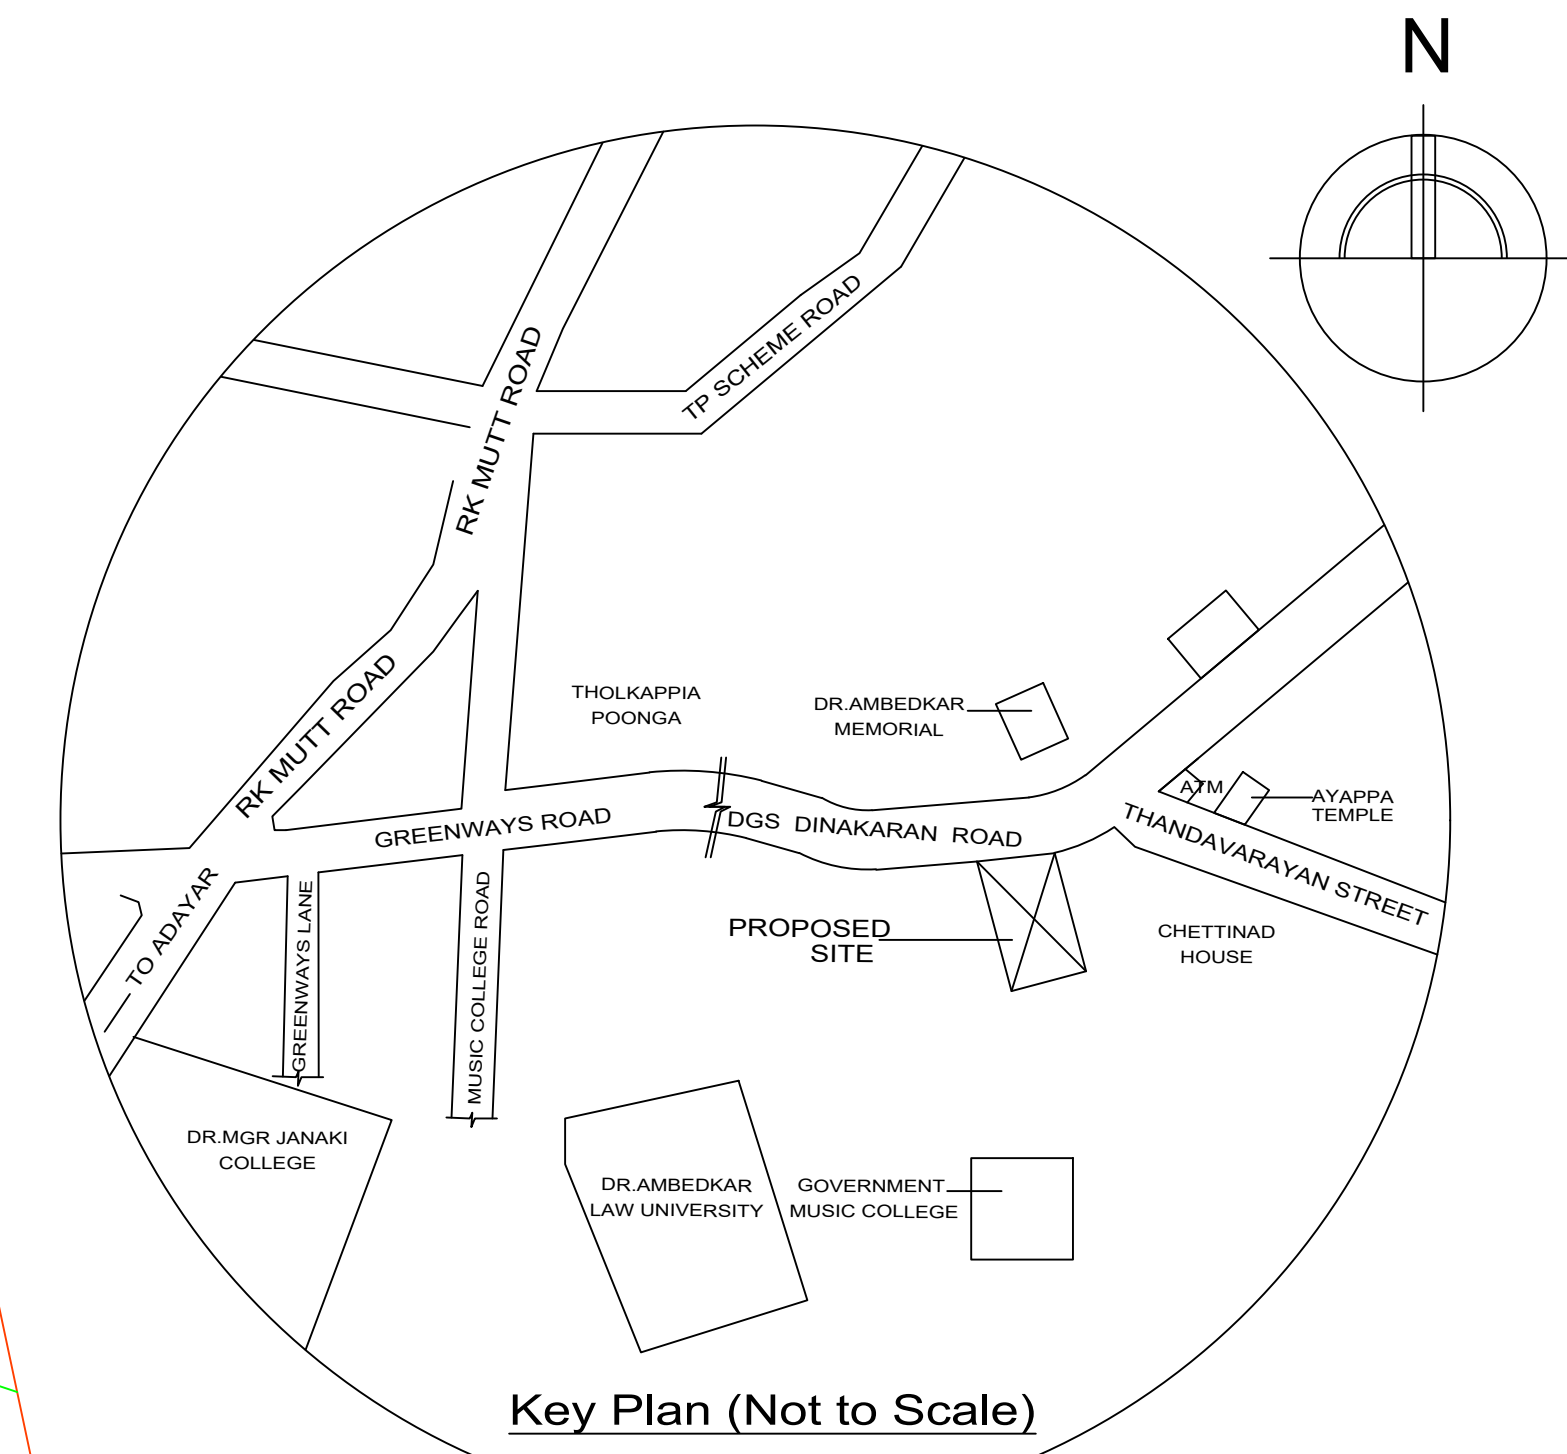 N
RK MUTT ROAD
TP SCHEME ROAD
RK MUTT ROAD
THOLKAPPIA
POONGA
DR.AMBEDKAR
MEMORIAL
ATM
AYAPPA
TEMPLE
GREENWAYS ROAD
DGS DINAKARAN ROAD
THANDAVARAYAN STREET
TO ADAYAR
GREENWAYS LANE
MUSIC COLLEGE ROAD
PROPOSED
SITE
CHETTINAD
HOUSE
DR.MGR JANAKI
COLLEGE
DR.AMBEDKAR
LAW UNIVERSITY
GOVERNMENT
MUSIC COLLEGE
Key Plan (Not to Scale)